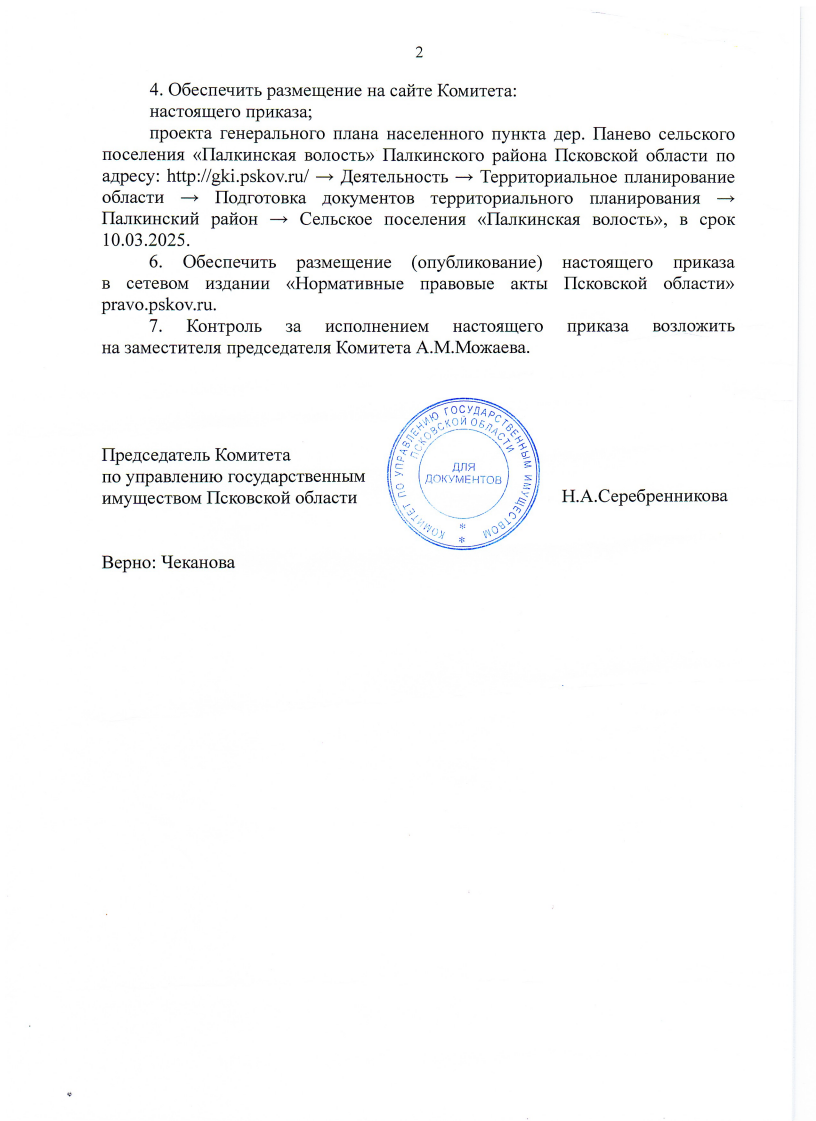 2
4. Обеспечить размещение на сайте Комитета:
настоящего приказа;
проекта генерального плана населенного пункта дер. Панево сельского
поселения «Палкинская волость» Палкинского района Псковской области по
адресу: http://gki.pskov.ru/ → Деятельность → Территориальное планирование
области → Подготовка документов территориального планирования →
Палкинский район → Сельское поселения «Палкинская волость», в срок
10.03.2025.
6. Обеспечить размещение (опубликование) настоящего приказа
в сетевом издании «Нормативные правовые акты Псковской области»
pravo.pskov.ru.
7. Контроль за исполнением настоящего приказа возложить
на заместителя председателя Комитета А.М.Можаева.
Председатель Комитета
по управлению государственным
имуществом Псковской области
КОМИТЕТ ПО УПРАВЛЕНИЮ ГОСУДАРСТВЕННЫМ ИМУЩЕСТВОМ
ПСКОВСКОЙ ОБЛАСТИ
ДЛЯ
ДОКУМЕНТОВ
Н.А.Серебренникова
Верно: Чеканова